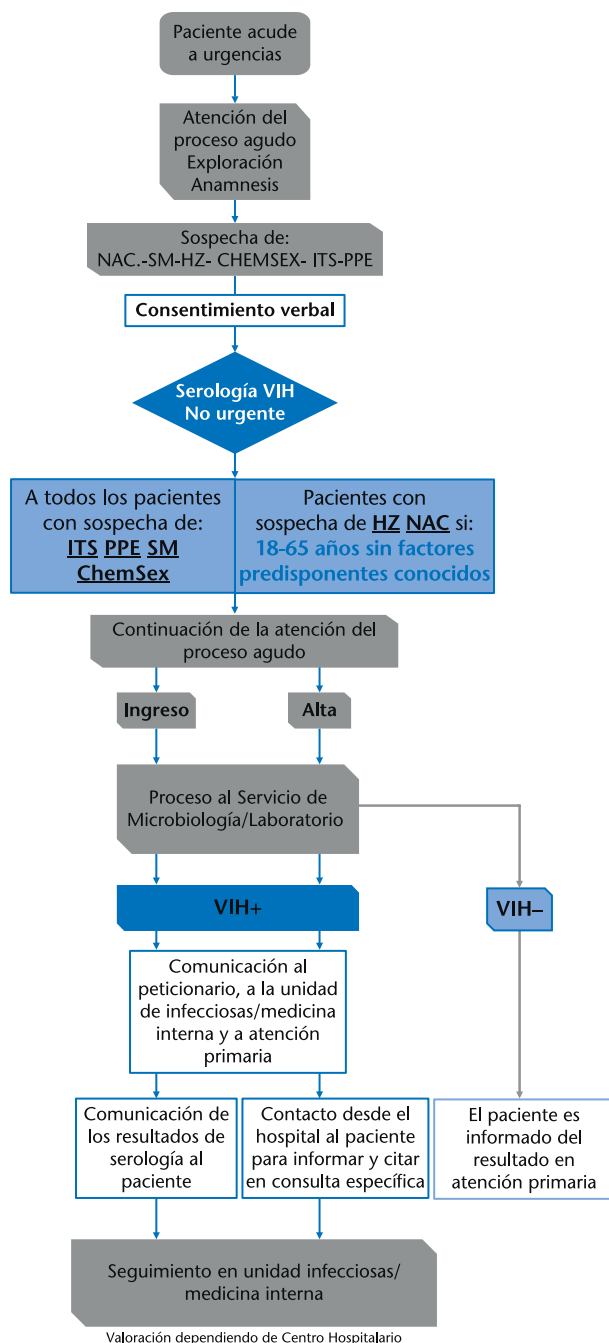 Paciente acude
a urgencias
Atención del
proceso agudo
Exploración
Anamnesis
Sospecha de:
NAC.-SM-HZ- CHEMSEX- ITS-PPE
Consentimiento verbal
Serología VIH
No urgente
A todos los pacientes
con sospecha de:
ITS PPE SM
ChemSex
Pacientes con
sospecha de HZ NAC si:
18-65 años sin factores
predisponentes conocidos
Continuación de la atención del
proceso agudo
Ingreso
Alta
Proceso al Servicio de
Microbiología/Laboratorio
VIH+
VIH–
Comunicación al
peticionario, a la unidad
de infecciosas/medicina
interna y a atención
primaria
Comunicación de
los resultados de
serología al
paciente
Contacto desde el
hospital al paciente
para informar y citar
en consulta específica
El paciente es
informado del
resultado en
atención primaria
Seguimiento en unidad infecciosas/
medicina interna
Valoración dependiendo de Centro Hospitalario